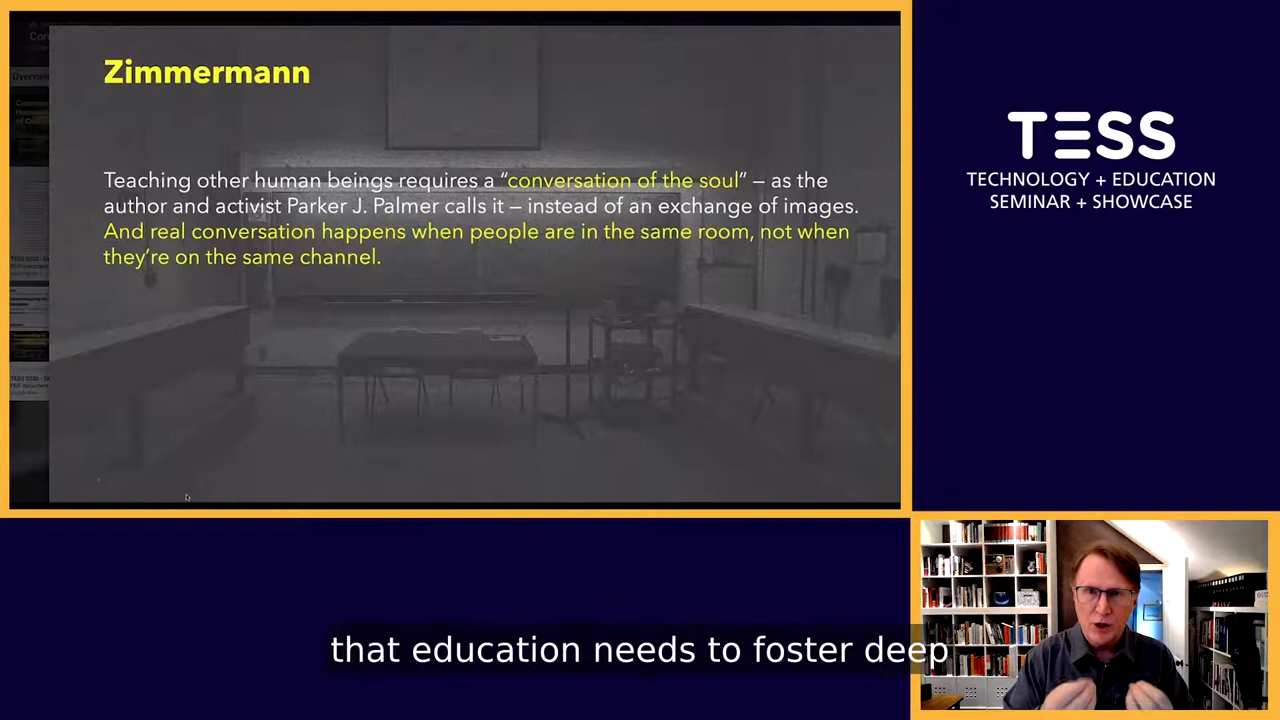 Zimmermann
Teaching other human beings requires a “conversation of the soul” – as the
author and activist Parker J. Palmer calls it – instead of an exchange of images.
And real conversation happens when people are in the same room, not when
they’re on the same channel.
TESS
TECHNOLOGY + EDUCATION
SEMINAR + SHOWCASE
that education needs to foster deep